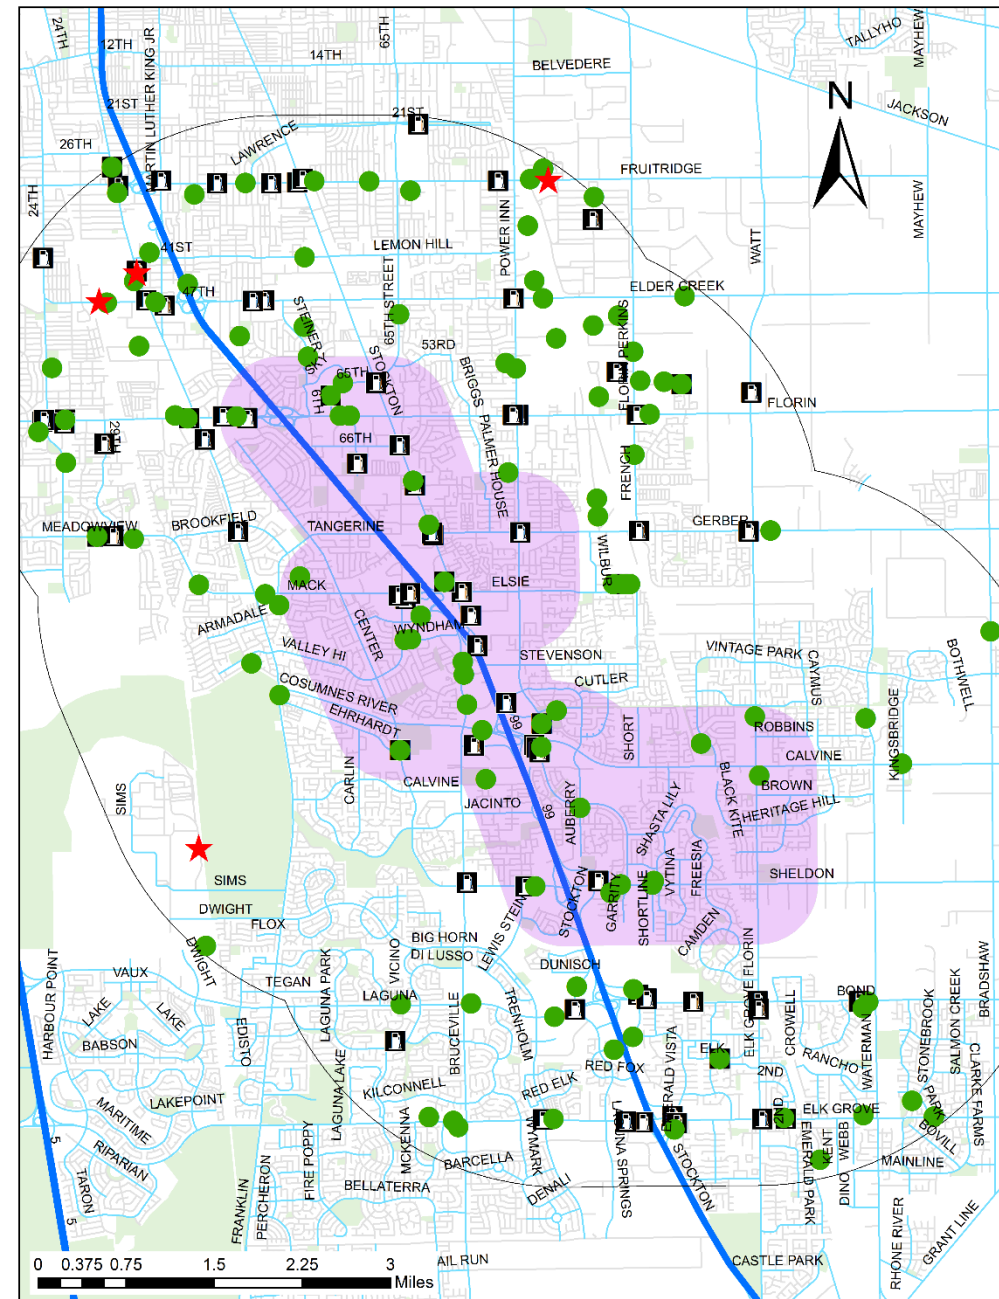 24TH
12TH
65TH
14TH
BELVEDERE
TALLYHO
MAYHEW
JACKSON
N
21ST
MARTIN LUTHER KING JR
21ST
LAWRENCE
26TH
24TH
FRUITRIDGE
MAYHEW
41ST
LEMON HILL
POWER INN
WATT
47TH
ELDER CREEK
STEINER
65TH STREET
SKY
53RD
FLORIN PERKINS
STOCKTON
65TH
6TH
BRIGGS
PALMER HOUSE
FLORIN
29TH
66TH
FRENCH
MEADOWVIEW
BROOKFIELD
TANGERINE
GERBER
WILBUR
MACK
ELSIE
ARMADALE
CENTER
WYNDHAM
VALLEY HI
STEVENSON
VINTAGE PARK
CAYMUS
BOTHWELL
COSUMNES RIVER
CUTLER
EHRHARDT
99
SHORT
ROBBINS
KINGSBRIDGE
CALVINE
CARLIN
CALVINE
BLACK KITE
BROWN
SIMS
JACINTO
99
AUBERRY
SHASTA LILY
HERITAGE HILL
VYTINA
FREESIA
SIMS
SHELDON
STOCKTON
GARRITY
SHORTLINE
LEWIS STEIN
DWIGHT
FLOX
CAMDEN
BIG HORN
DI LUSSO
DWIGHT
DUNISCH
HARBOUR POINT
VAUX
TEGAN
LAGUNA PARK
VICINO
LAGUNA
BRUCEVILLE
TRENHOLM
ELK GROVE FLORIN
BOND
BRADSHAW
LAKE
LAKE
BABSON
EDISTO
CROWELL
WATERMAN
STONEBROOK
SALMON CREEK
CLARKE FARMS
EMERALD VISTA
ELK
RANCHO
RED FOX
2ND
KILCONNELL
RED ELK
LAKEPOINT
MARITIME
LAGUNA LAKE
2ND
ELK GROVE
PARK
BOVILL
5
RIPARIAN
MCKENNA
WYMARK
LAGUNA SPRINGS
KENT
WEBB
FIRE POPPY
BARCELLA
MAINLINE
TARON
BELLATERRA
DENALI
STOCKTON
EMERALD PARK
DINO
PERCHERON
FRANKLIN
5
RHONE RIVER
GRANT LINE
AIL RUN
CASTLE PARK
0 0.375 0.75 1.5 2.25 3
Miles